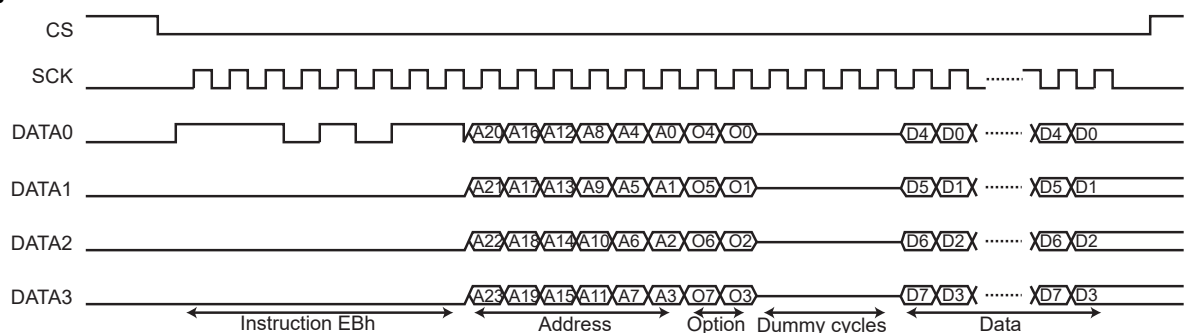 CS
SCK
DATA0 A20 A16 A12 A8 A4 A0 O4 O0 D4 D0 D4 D0
DATA1 A21 A17 A13 A9 A5 A1 O5 O1 D5 D1 D5 D1
DATA2 A22 A18 A14 A10 A6 A2 O6 O2 D6 D2 D6 D2
DATA3 A23 A19 A15 A11 A7 A3 O7 O3 D7 D3 D7 D3
Instruction EBh Address Option Dummy cycles Data